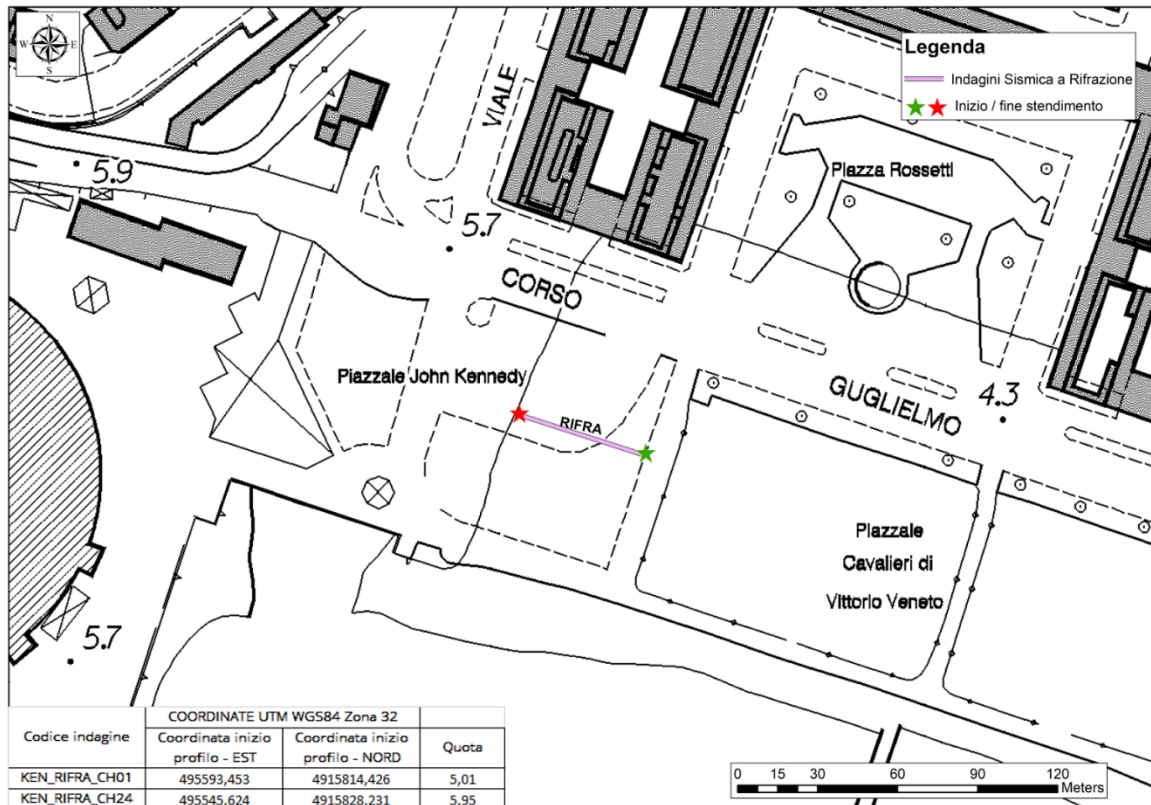 N
W E
S
Legenda
Indagini Sismica a Rifrazione
Inizio / fine stendimento
VIALE
5.9
Piazza Rossetti
5.7
CORSO
Piazzale John Kennedy
GUGLIELMO
4.3
RIFRA
Piazzale
Cavalieri di
Vittorio Veneto
5.7
COORDINATE UTM WGS84 Zona 32
Codice indagine Coordinata inizio profilo - EST Coordinata inizio profilo - NORD Quota
KEN_RIFRA_CH01 495593,453 4915814,426 5,01
KEN_RIFRA_CH24 495545,624 4915828,231 5,95
0 15 30 60 90 120
Meters